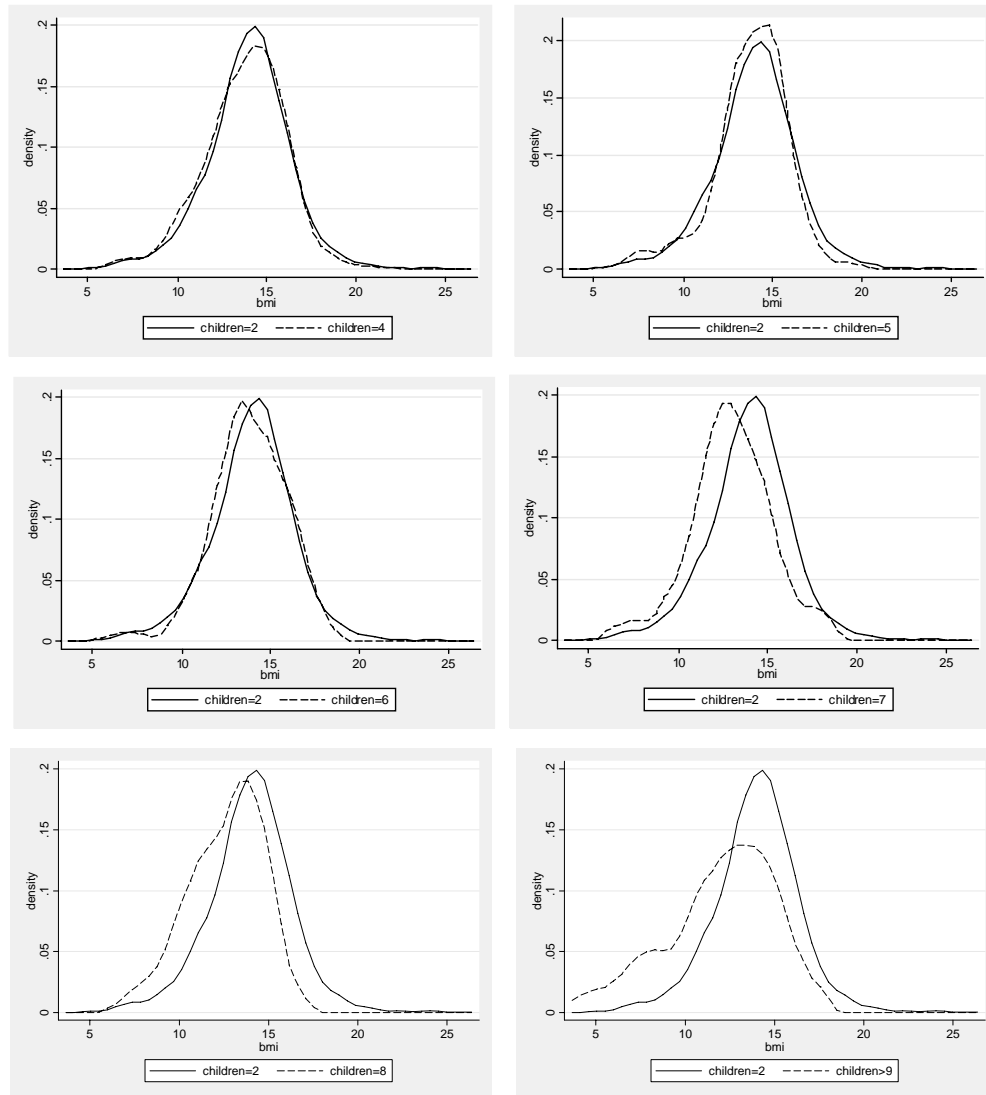 density
0 .05 .1 .15 .2
5 10 15 20 25
bmi
children=2 children=4
density
0 .05 .1 .15 .2
5 10 15 20 25
bmi
children=2 children=5
density
0 .05 .1 .15 .2
5 10 15 20 25
bmi
children=2 children=6
density
0 .05 .1 .15 .2
5 10 15 20 25
bmi
children=2 children=7
density
0 .05 .1 .15 .2
5 10 15 20 25
bmi
children=2 children=8
density
0 .05 .1 .15 .2
5 10 15 20 25
bmi
children=2 children>9